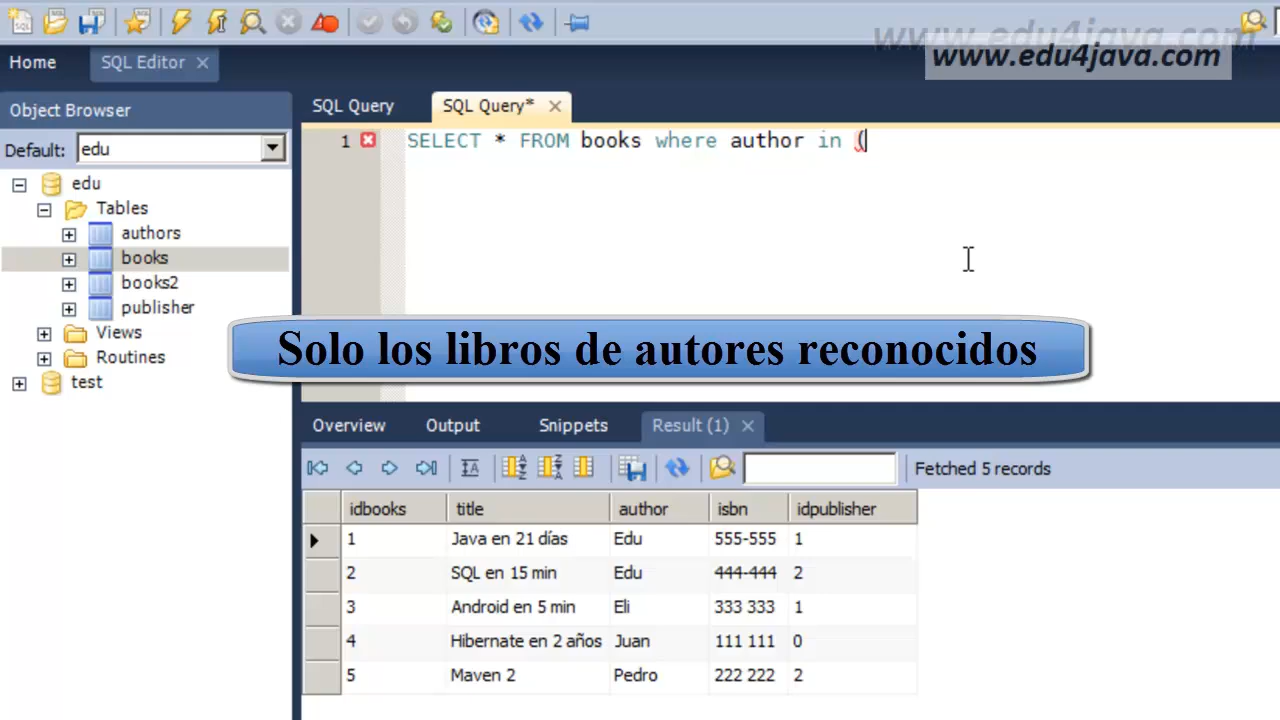 www.edu4java.com
www.edu4java.com
Home
SQL Editor
Object Browser
SQL Query
SQL Query*
Default: edu
1 SELECT * FROM books where author in (
edu
Tables
authors
books
books2
publisher
Views
Routines
test
Solo los libros de autores reconocidos
Overview
Output
Snippets
Result (1)
Fetched 5 records
idbooks title author isbn idpublisher
1 Java en 21 días Edu 555-555 1
2 SQL en 15 min Edu 444-444 2
3 Android en 5 min Eli 333 333 1
4 Hibernate en 2 años Juan 111 111 0
5 Maven 2 Pedro 222 222 2